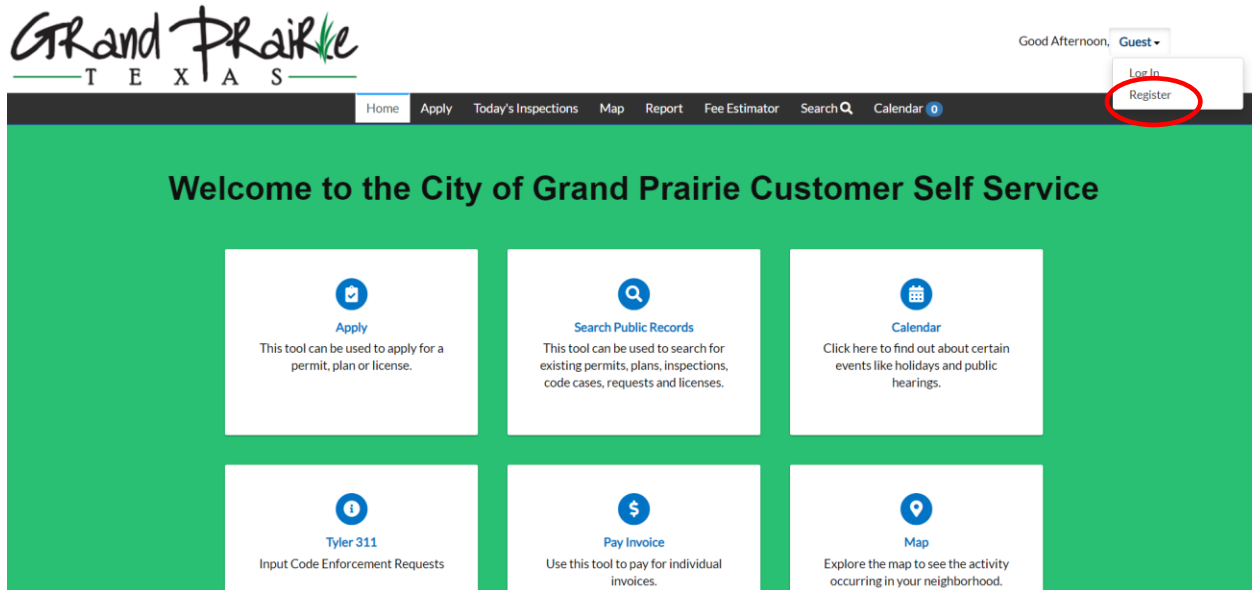 Grand Prairie
TEXAS
Good Afternoon, Guest
Log In
Register
Home Apply Today's Inspections Map Report Fee Estimator Search Calendar 0
Welcome to the City of Grand Prairie Customer Self Service
Apply
This tool can be used to apply for a
permit, plan or license.
Search Public Records
This tool can be used to search for
existing permits, plans, inspections,
code cases, requests and licenses.
Calendar
Click here to find out about certain
events like holidays and public
hearings.
Tyler 311
Input Code Enforcement Requests
Pay Invoice
Use this tool to pay for individual
invoices.
Map
Explore the map to see the activity
occurring in your neighborhood.